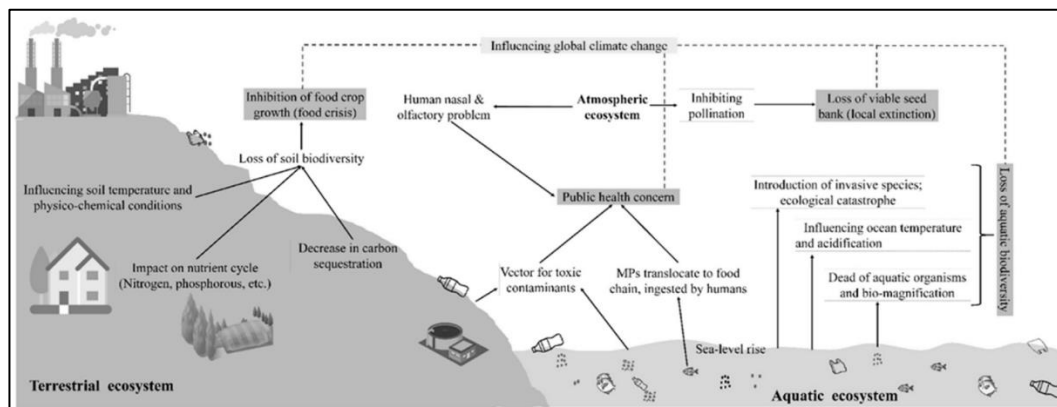 Influencing global climate change
Inhibition of food crop
growth (food crisis)
Human nasal &
olfactory problem
Atmospheric
ecosystem
Inhibiting
pollination
Loss of viable seed
bank (local extinction)
Loss of soil biodiversity
Influencing soil temperature and
physico-chemical conditions
Public health concern
Introduction of invasive species;
ecological catastrophe
Loss of aquatic biodiversity
Influencing ocean temperature
and acidification
Decrease in carbon
sequestration
Impact on nutrient cycle
(Nitrogen, phosphorous, etc.)
Vector for toxic
contaminants
MPs translocate to food
chain, ingested by humans
Dead of aquatic organisms
and bio-magnification
Sea-level rise
Terrestrial ecosystem
Aquatic ecosystem